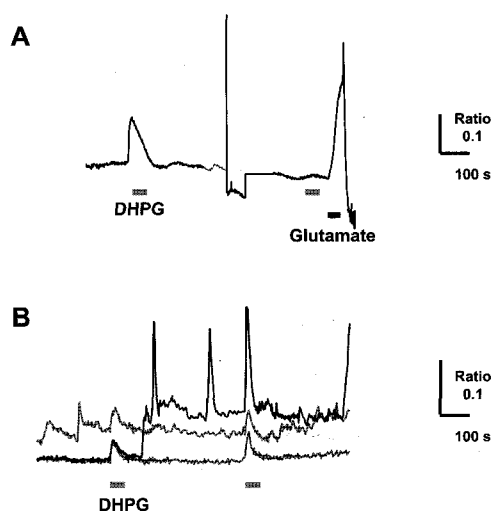 A
Ratio
0.1
100 s
DHPG
Glutamate
B
Ratio
0.1
100 s
DHPG